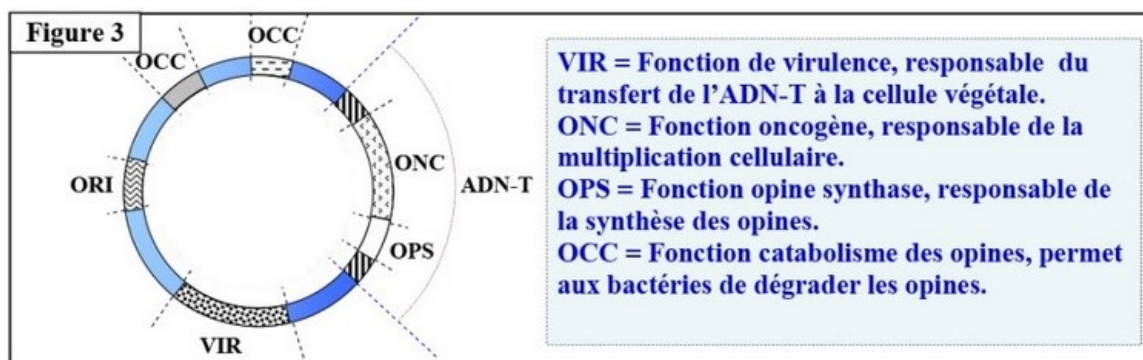 Figure 3
OCC
OCC
ORI
ONC
ADN-T
OPS
VIR
VIR = Fonction de virulence, responsable du
transfert de l'ADN-T à la cellule végétale.
ONC = Fonction oncogène, responsable de la
multiplication cellulaire.
OPS = Fonction opine synthase, responsable de
la synthèse des opines.
OCC = Fonction catabolisme des opines, permet
aux bactéries de dégrader les opines.